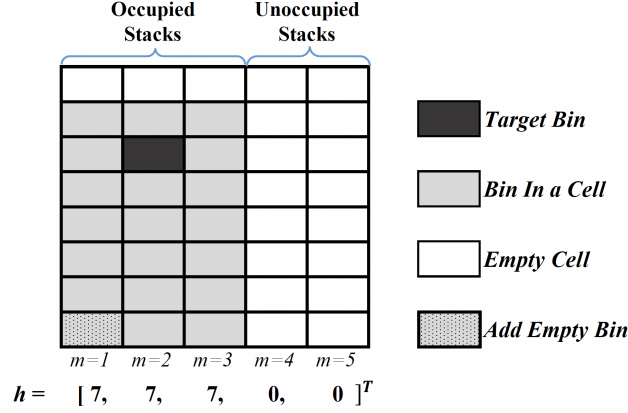 Occupied Stacks
Unoccupied Stacks
Target Bin
Bin In a Cell
Empty Cell
Add Empty Bin
m=1 m=2 m=3 m=4 m=5
h = [ 7, 7, 7, 0, 0 ]^T